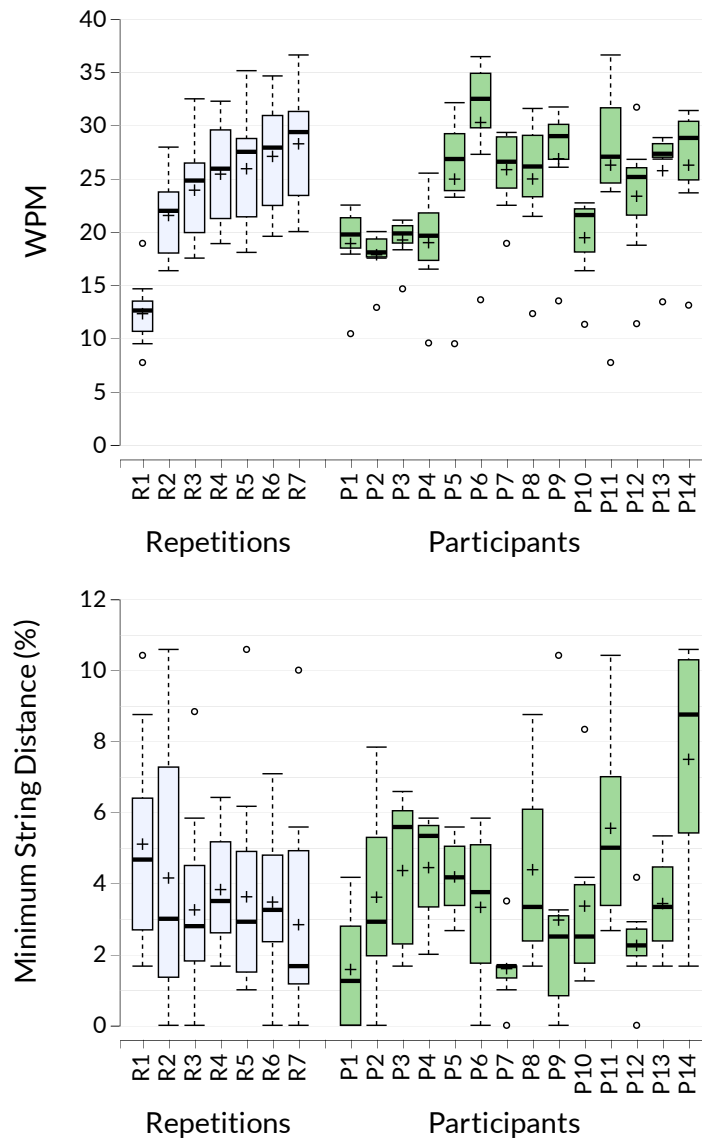 40
35
30
25
20
15
10
5
0
WPM
R1 R2 R3 R4 R5 R6 R7 P1 P2 P3 P4 P5 P6 P7 P8 P9 P10 P11 P12 P13 P14
Repetitions Participants
12
10
8
6
4
2
0
Minimum String Distance (%)
R1 R2 R3 R4 R5 R6 R7 P1 P2 P3 P4 P5 P6 P7 P8 P9 P10 P11 P12 P13 P14
Repetitions Participants